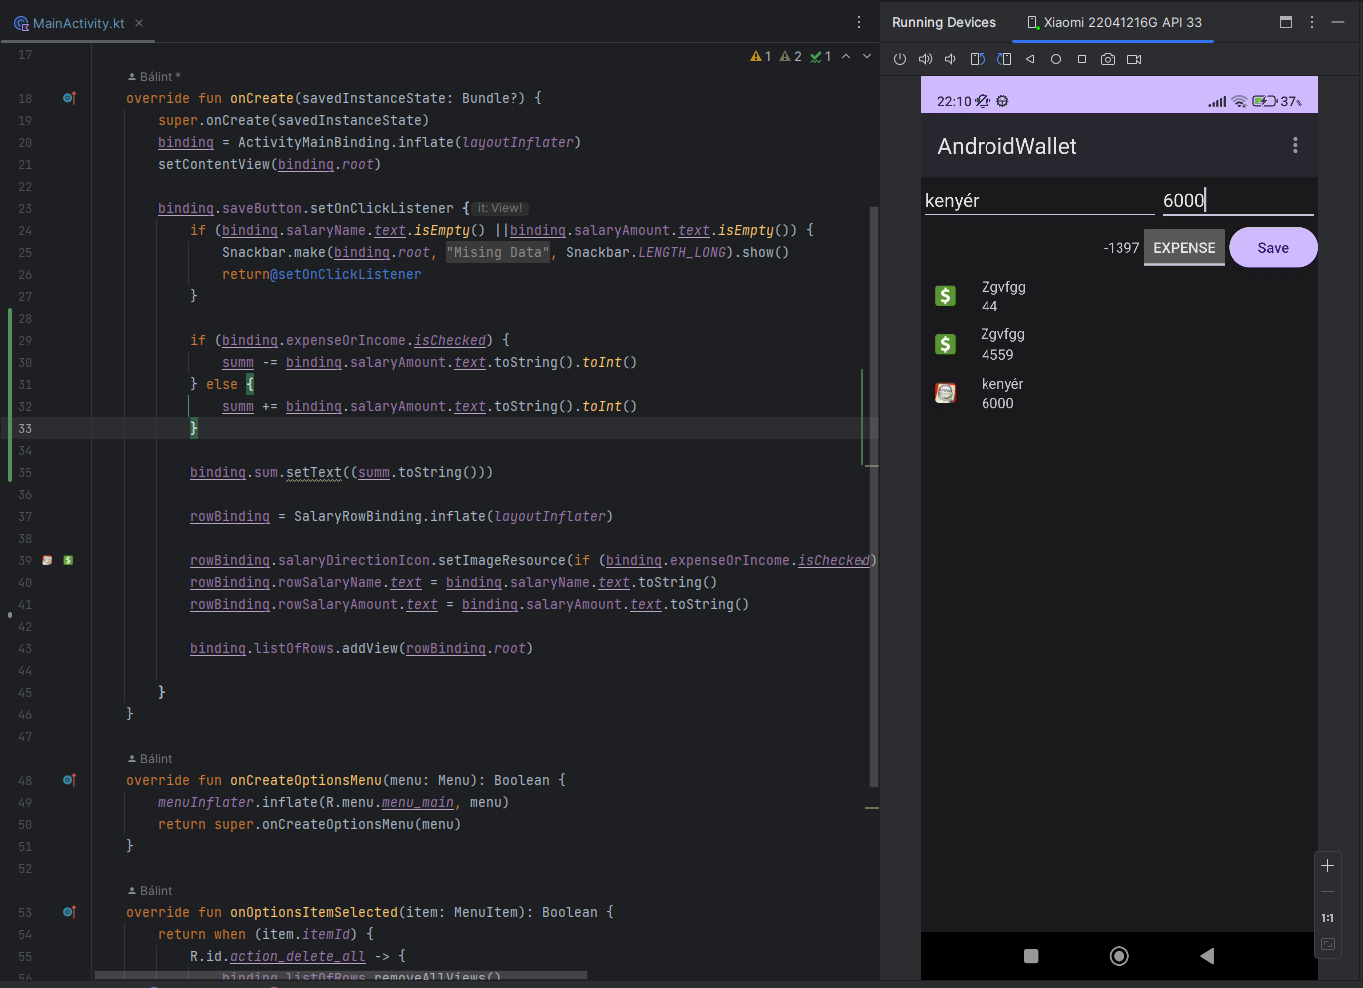 MainActivity.kt
17
1 2 1
Bálint *
18 override fun onCreate(savedInstanceState: Bundle?) {
19 super.onCreate(savedInstanceState)
20 binding = ActivityMainBinding.inflate(layoutInflater)
21 setContentView(binding.root)
22
23 binding.saveButton.setOnClickListener { it: View!
24 if (binding.salaryName.text.isEmpty() ||binding.salaryAmount.text.isEmpty()) {
25 Snackbar.make(binding.root, "Mising Data", Snackbar.LENGTH_LONG).show()
26 return@setOnClickListener
27 }
28
29 if (binding.expenseOrIncome.isChecked) {
30 summ -= binding.salaryAmount.text.toString().toInt()
31 } else {
32 summ += binding.salaryAmount.text.toString().toInt()
33 }
34
35 binding.sum.setText((summ.toString()))
36
37 rowBinding = SalaryRowBinding.inflate(layoutInflater)
38
39 rowBinding.salaryDirectionIcon.setImageResource(if (binding.expenseOrIncome.isChecked)
40 rowBinding.rowSalaryName.text = binding.salaryName.text.toString()
41 rowBinding.rowSalaryAmount.text = binding.salaryAmount.text.toString()
42
43 binding.listOfRows.addView(rowBinding.root)
44
45 }
46 }
47
Bálint
48 override fun onCreateOptionsMenu(menu: Menu): Boolean {
49 menuInflater.inflate(R.menu.menu_main, menu)
50 return super.onCreateOptionsMenu(menu)
51 }
52
Bálint
53 override fun onOptionsItemSelected(item: MenuItem): Boolean {
54 return when (item.itemId) {
55 R.id.action_delete_all -> {
56 binding.listOfRows.removeAllViews()
Running Devices
Xiaomi 22041216G API 33
22:10
37%
AndroidWallet
kenyér
6000
-1397
EXPENSE
Save
Zgvfgg
44
Zgvfgg
4559
kenyér
6000
1:1